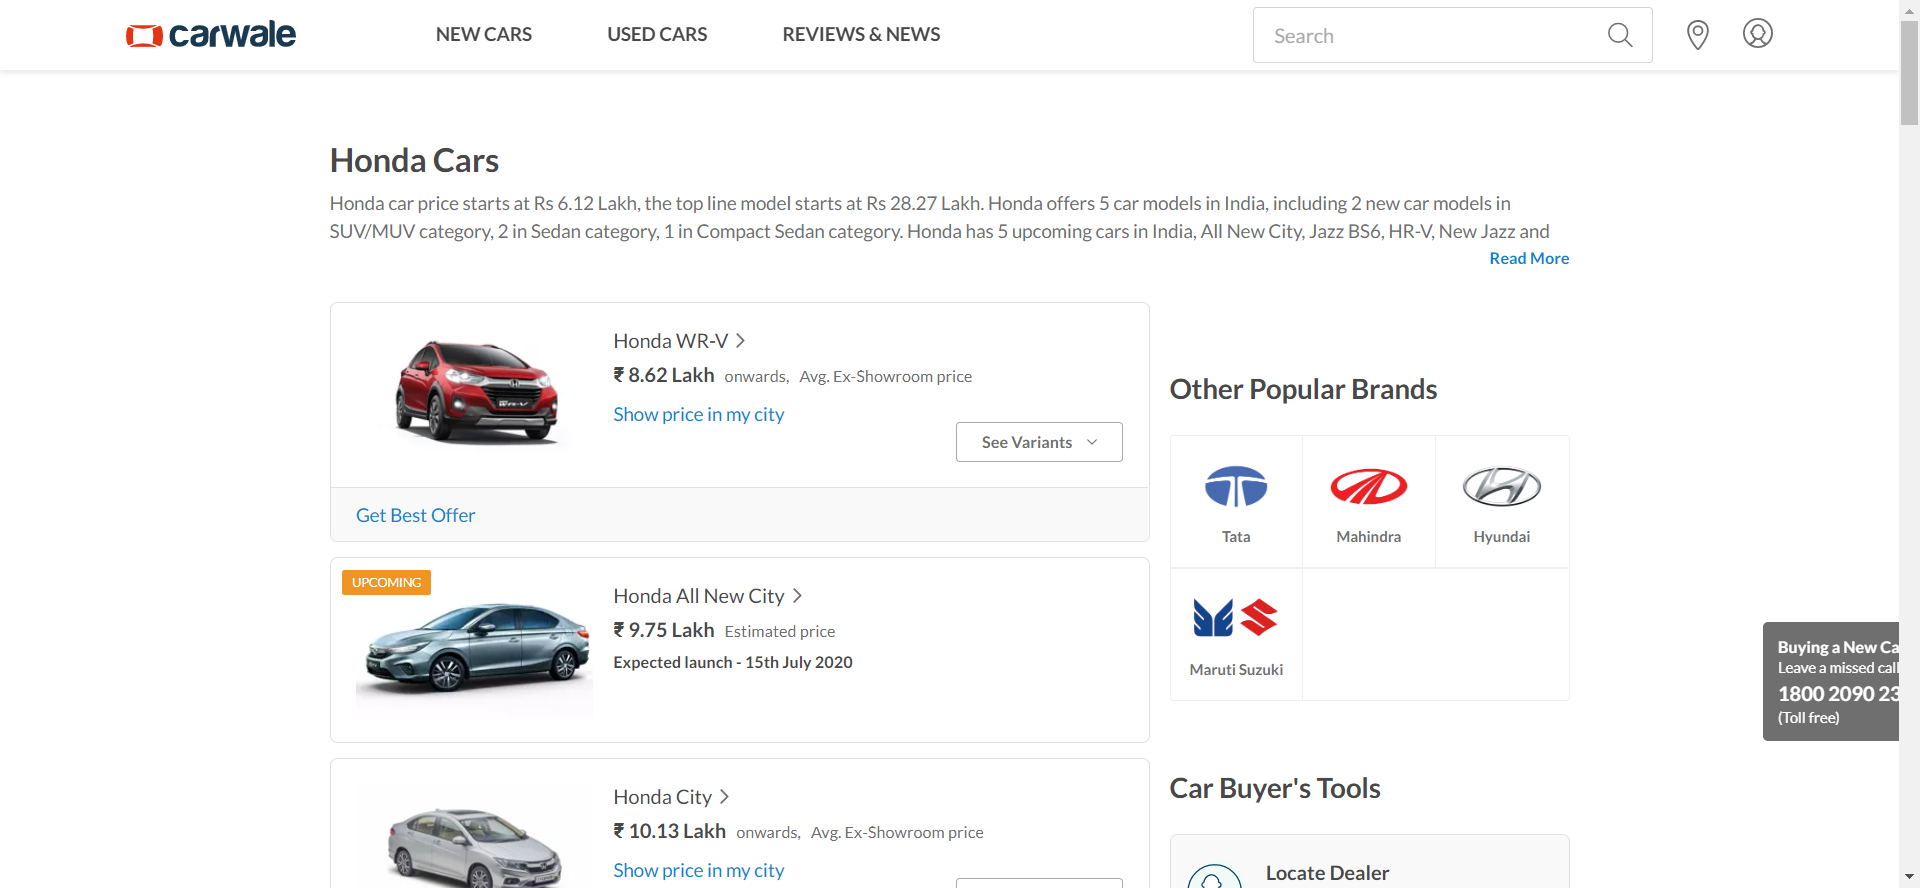 carwale
NEW CARS
USED CARS
REVIEWS & NEWS
Search
Honda Cars
Honda car price starts at Rs 6.12 Lakh, the top line model starts at Rs 28.27 Lakh. Honda offers 5 car models in India, including 2 new car models in
SUV/MUV category, 2 in Sedan category, 1 in Compact Sedan category. Honda has 5 upcoming cars in India, All New City, Jazz BS6, HR-V, New Jazz and
Read More
Honda WR-V
₹ 8.62 Lakh onwards, Avg. Ex-Showroom price
Show price in my city
See Variants
Get Best Offer
UPCOMING
Honda All New City
₹ 9.75 Lakh Estimated price
Expected launch - 15th July 2020
Honda City
₹ 10.13 Lakh onwards, Avg. Ex-Showroom price
Show price in my city
Other Popular Brands
Tata
Mahindra
Hyundai
Maruti Suzuki
Buying a New Ca
Leave a missed call
1800 2090 23
(Toll free)
Car Buyer's Tools
Locate Dealer